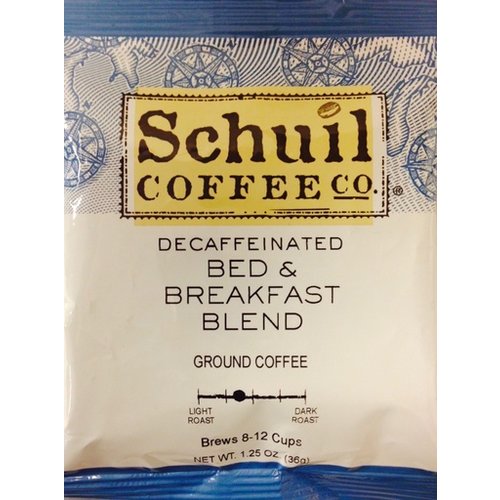 Schuil
COFFEE CO.®
DECAFFEINATED
BED &
BREAKFAST
BLEND
GROUND COFFEE
LIGHT ROAST DARK ROAST
Brews 8-12 Cups
NET WT. 1.25 OZ. (36g)